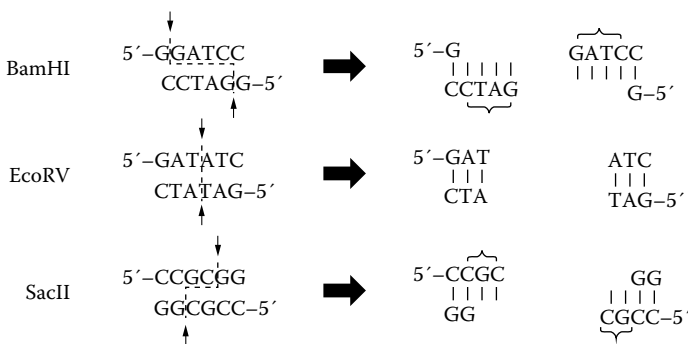 5´–GGATCC
CCTAGG–5´
BamHI
5´–G
CCTAG
GATCC
G–5´
5´–GATATC
CTATAG–5´
EcoRV
5´–GAT
CTA
ATC
TAG–5´
5´–CCGCGG
GGCGCC–5´
SacII
5´–CCGC
GG
GG
CGCC–5´